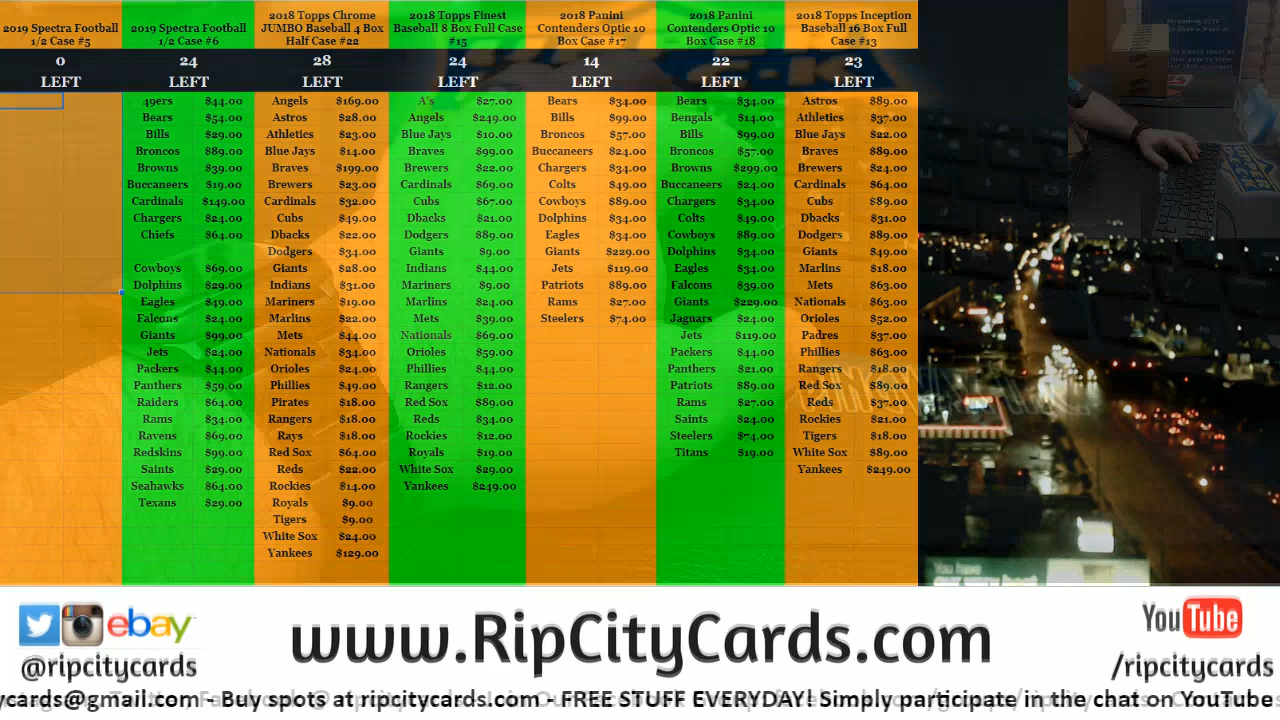 2019 Spectra Football 1/2 Case #5
0
LEFT
2019 Spectra Football 1/2 Case #6
24
LEFT
49ers $44.00
Bears $54.00
Bills $29.00
Broncos $89.00
Browns $39.00
Buccaneers $19.00
Cardinals $149.00
Chargers $24.00
Chiefs $64.00
Cowboys $69.00
Dolphins $29.00
Eagles $49.00
Falcons $24.00
Giants $99.00
Jets $24.00
Packers $44.00
Panthers $59.00
Raiders $64.00
Rams $34.00
Ravens $69.00
Redskins $99.00
Saints $29.00
Seahawks $64.00
Texans $29.00
2018 Topps Chrome JUMBO Baseball 4 Box Half Case #22
28
LEFT
Angels $169.00
Astros $28.00
Athletics $23.00
Blue Jays $14.00
Braves $199.00
Brewers $23.00
Cardinals $32.00
Cubs $49.00
Dbacks $22.00
Dodgers $34.00
Giants $28.00
Indians $31.00
Mariners $19.00
Marlins $22.00
Mets $44.00
Nationals $34.00
Orioles $24.00
Phillies $49.00
Pirates $18.00
Rangers $18.00
Rays $18.00
Red Sox $64.00
Reds $22.00
Rockies $14.00
Royals $9.00
Tigers $9.00
White Sox $24.00
Yankees $129.00
2018 Topps Finest Baseball 8 Box Full Case #15
24
LEFT
A's $27.00
Angels $249.00
Blue Jays $10.00
Braves $99.00
Brewers $22.00
Cardinals $69.00
Cubs $67.00
Dbacks $21.00
Dodgers $89.00
Giants $9.00
Indians $44.00
Mariners $9.00
Marlins $24.00
Mets $39.00
Nationals $69.00
Orioles $59.00
Phillies $44.00
Rangers $12.00
Red Sox $89.00
Reds $34.00
Rockies $12.00
Royals $19.00
White Sox $29.00
Yankees $249.00
2018 Panini Contenders Optic 10 Box Case #17
14
LEFT
Bears $34.00
Bills $99.00
Broncos $57.00
Buccaneers $24.00
Chargers $34.00
Colts $49.00
Cowboys $89.00
Dolphins $34.00
Eagles $34.00
Giants $229.00
Jets $119.00
Patriots $89.00
Rams $27.00
Steelers $74.00
2018 Panini Contenders Optic 10 Box Case #18
22
LEFT
Bears $34.00
Bengals $14.00
Bills $99.00
Broncos $57.00
Browns $299.00
Buccaneers $24.00
Chargers $34.00
Colts $49.00
Cowboys $89.00
Dolphins $34.00
Eagles $34.00
Falcons $39.00
Giants $229.00
Jaguars $24.00
Jets $119.00
Packers $44.00
Panthers $21.00
Patriots $89.00
Rams $27.00
Saints $24.00
Steelers $74.00
Titans $19.00
2018 Topps Inception Baseball 16 Box Full Case #13
23
LEFT
Astros $89.00
Athletics $37.00
Blue Jays $22.00
Braves $89.00
Brewers $24.00
Cardinals $64.00
Cubs $89.00
Dbacks $31.00
Dodgers $89.00
Giants $49.00
Marlins $18.00
Mets $63.00
Nationals $63.00
Orioles $52.00
Padres $37.00
Phillies $63.00
Rangers $18.00
Red Sox $89.00
Reds $37.00
Rockies $21.00
Tigers $18.00
White Sox $89.00
Yankees $249.00
ebay
@ripcitycards
www.RipCityCards.com
YouTube
/ripcitycards
ycards@gmail.com - Buy spots at ripcitycards.com - FREE STUFF EVERYDAY! Simply participate in the chat on YouTube